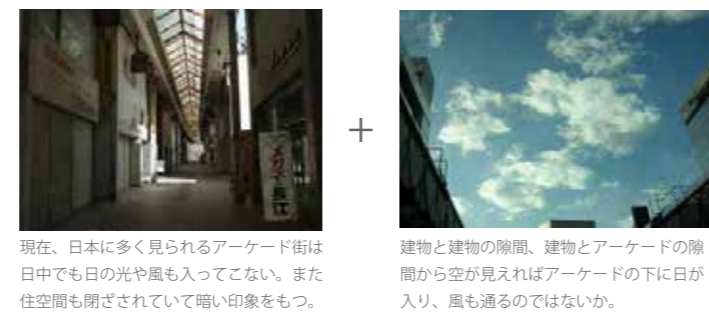 メガネ
長江
+
現在、日本に多く見られるアーケード街は
日中でも日の光や風も入ってこない。また
住空間も閉ざされていて暗い印象をもつ。
建物と建物の隙間、建物とアーケードの隙
間から空が見えればアーケードの下に日が
入り、風も通るのではないか。